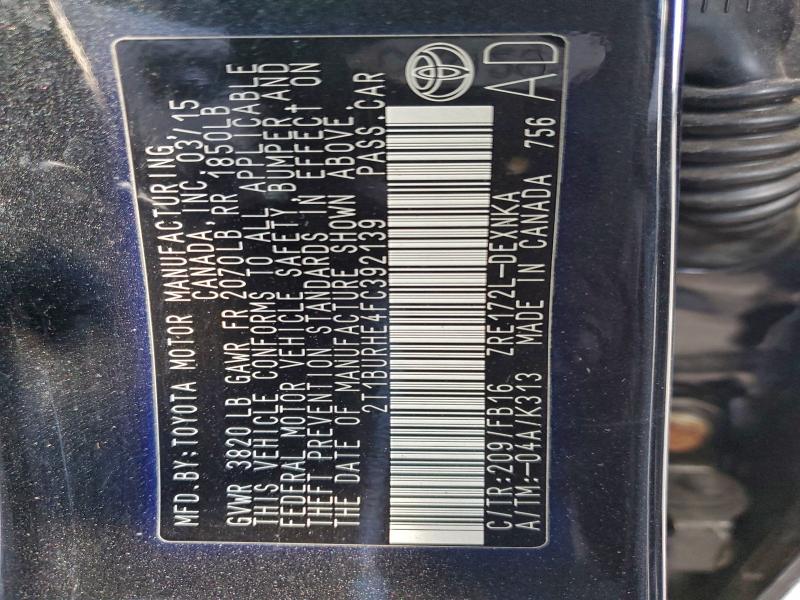 MFD.BY:TOYOTA MOTOR MANUFACTURING,
CANADA, INC. 03/15
GVWR 3820 LB GAWR FR 2070LB RR 1850LB
THIS VEHICLE CONFORMS TO ALL APPLICABLE
FEDERAL MOTOR VEHICLE SAFETY, BUMPER,AND
THEFT PREVENTION STANDARDS IN EFFECT ON
THE DATE OF MANUFACTURE SHOWN ABOVE.
2T1BURHE4FC392139 PASS.CAR
C/TR:209/FB16 ZRE172L-DEXNKA
A/TM:-04A/K313 MADE IN CANADA 756
AD